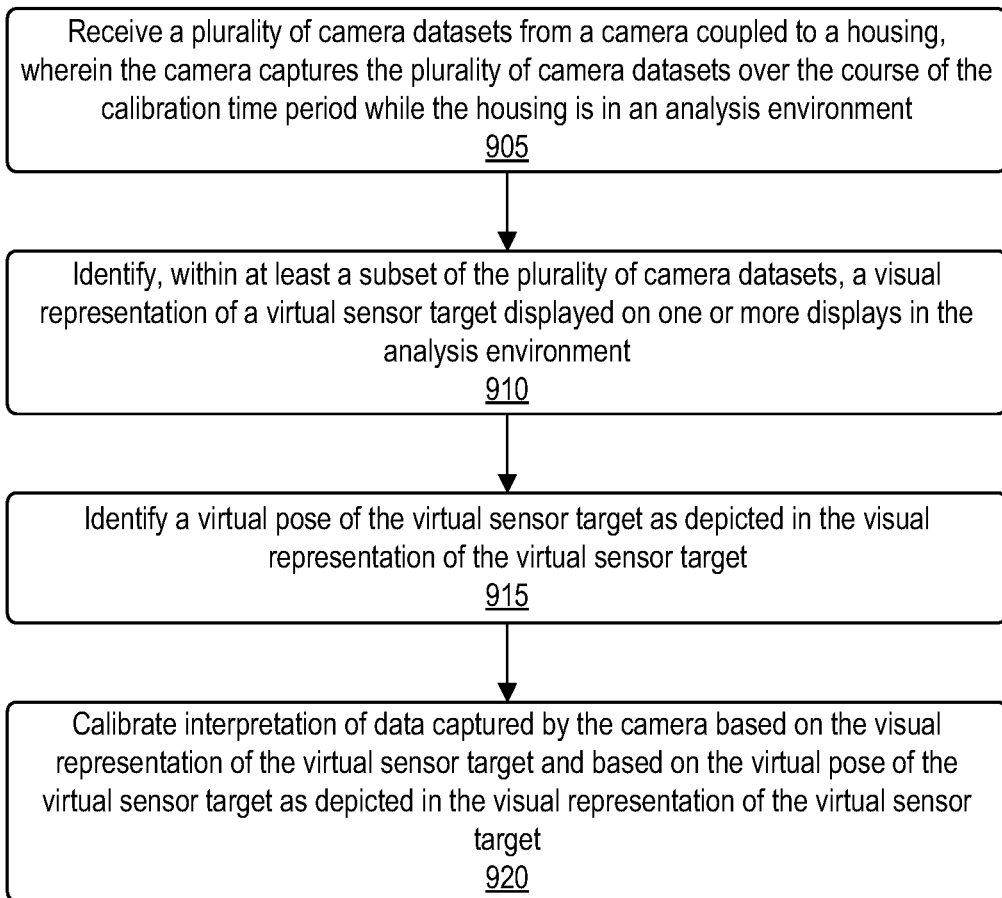 Receive a plurality of camera datasets from a camera coupled to a housing,
wherein the camera captures the plurality of camera datasets over the course of the
calibration time period while the housing is in an analysis environment
905
Identify, within at least a subset of the plurality of camera datasets, a visual
representation of a virtual sensor target displayed on one or more displays in the
analysis environment
910
Identify a virtual pose of the virtual sensor target as depicted in the visual
representation of the virtual sensor target
915
Calibrate interpretation of data captured by the camera based on the visual
representation of the virtual sensor target and based on the virtual pose of the
virtual sensor target as depicted in the visual representation of the virtual sensor
target
920